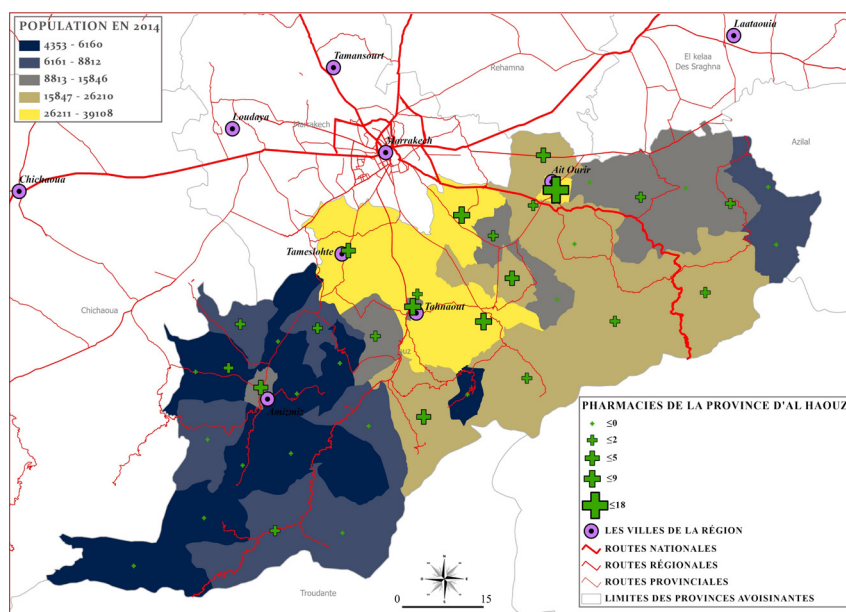 POPULATION EN 2014
4353 - 6160
6161 - 8812
8813 - 15846
15847 - 26210
26211 - 39108
Laataouia
Tamansourt
El kelaa
Des Sraghna
Rehamna
Loudaya
Marrakech
Marrakech
Azilal
Ait Ourir
Chichaoua
Tameslohte
Chichaoua
Tahnaout
Amizmiz
Troudante
0 15
PHARMACIES DE LA PROVINCE D'AL HAOUZ
≤0
≤2
≤5
≤9
≤18
LES VILLES DE LA RÉGION
ROUTES NATIONALES
ROUTES RÉGIONALES
ROUTES PROVINCIALES
LIMITES DES PROVINCES AVOISINANTES